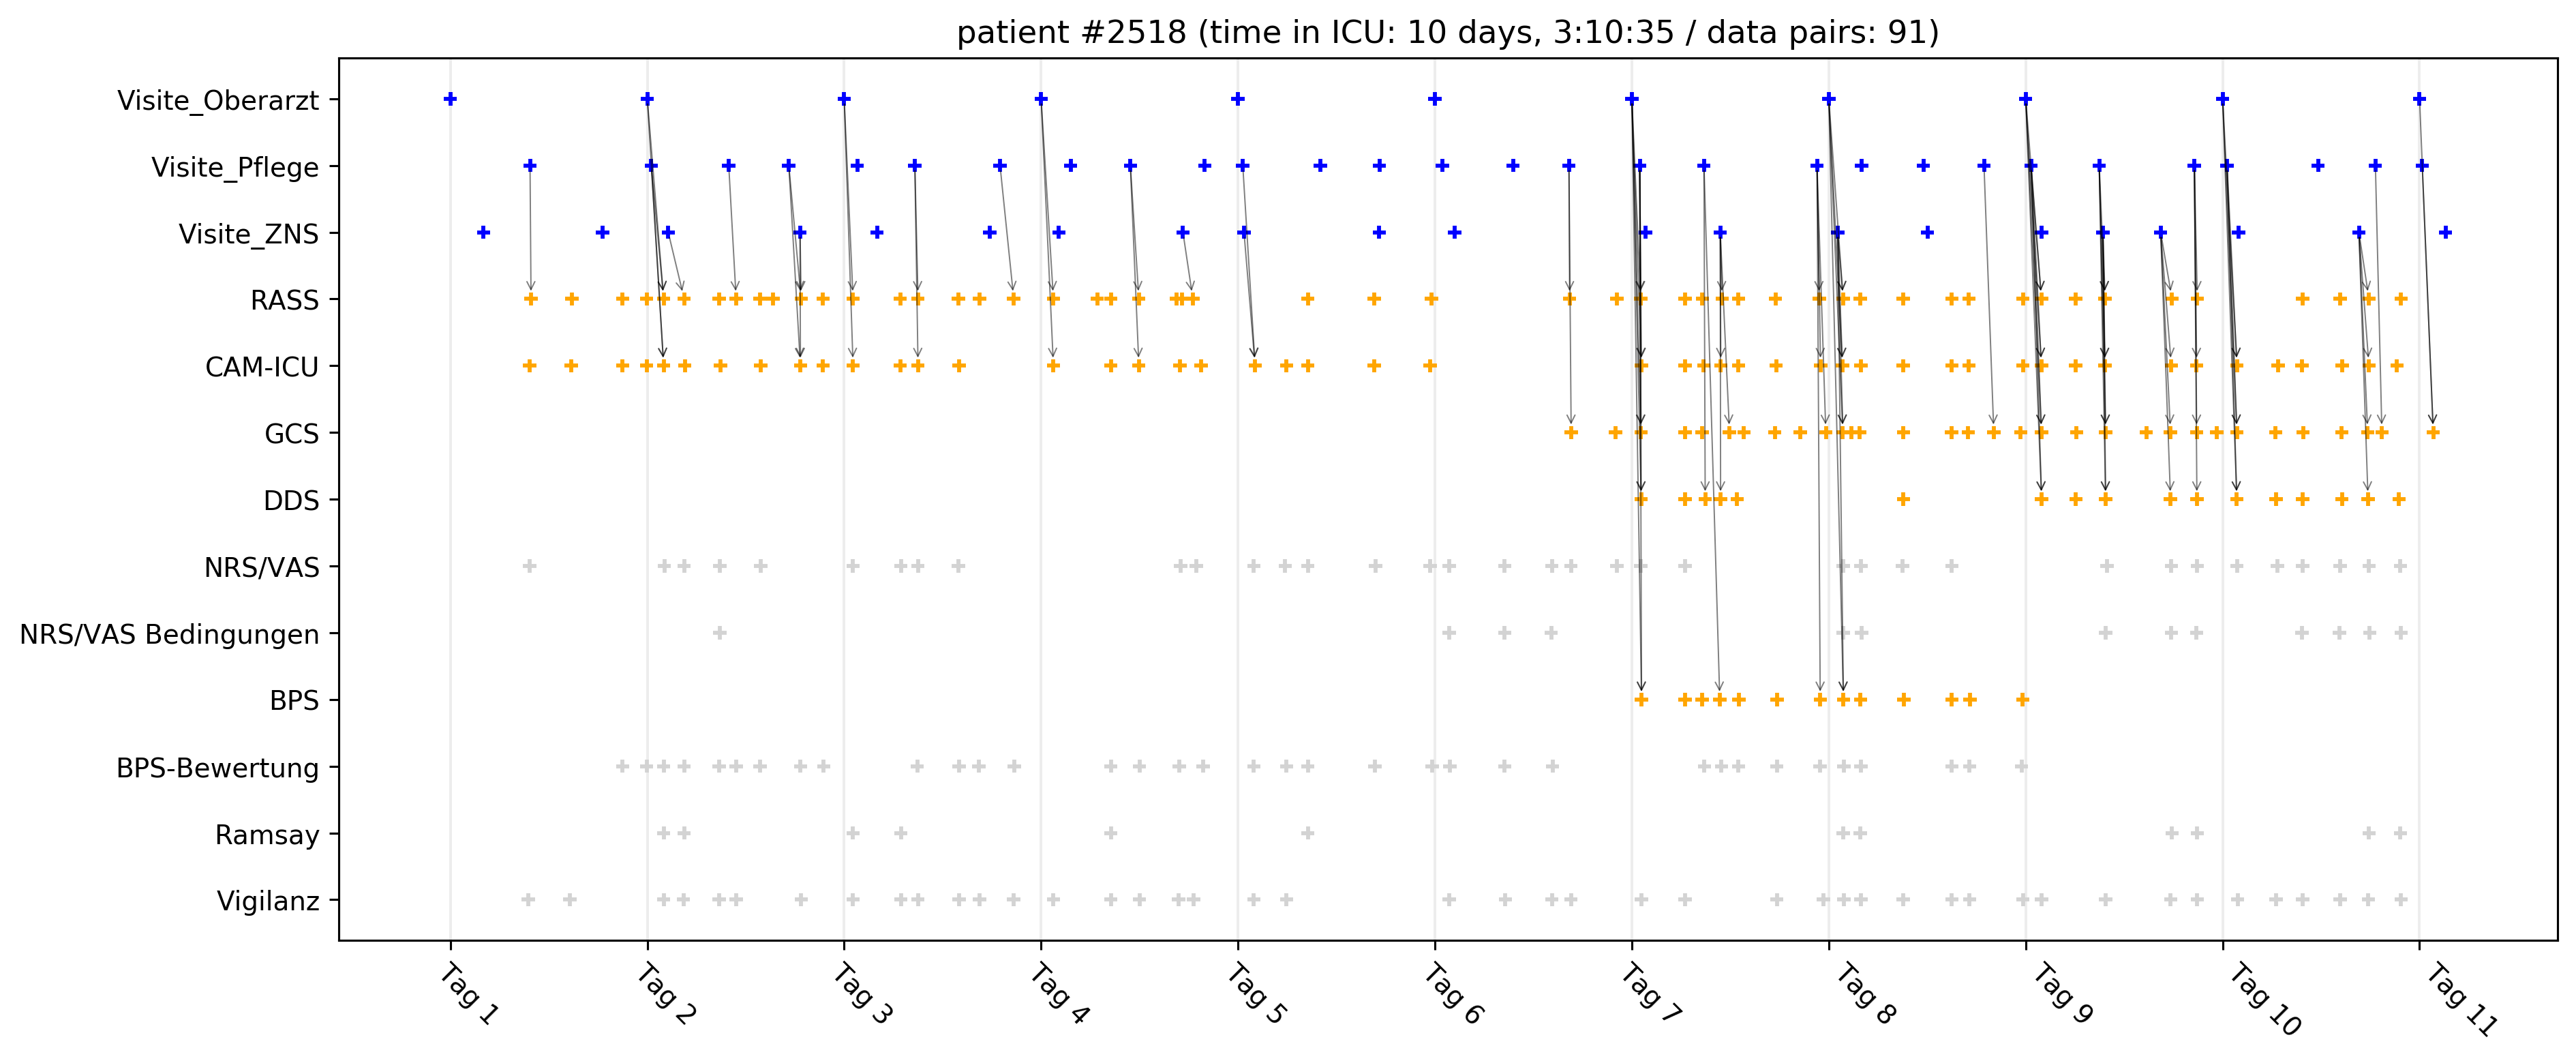 patient #2518 (time in ICU: 10 days, 3:10:35 / data pairs: 91)
Visite_Oberarzt
Visite_Pflege
Visite_ZNS
RASS
CAM-ICU
GCS
DDS
NRS/VAS
NRS/VAS Bedingungen
BPS
BPS-Bewertung
Ramsay
Vigilanz
Tag 1
Tag 2
Tag 3
Tag 4
Tag 5
Tag 6
Tag 7
Tag 8
Tag 9
Tag 10
Tag 11